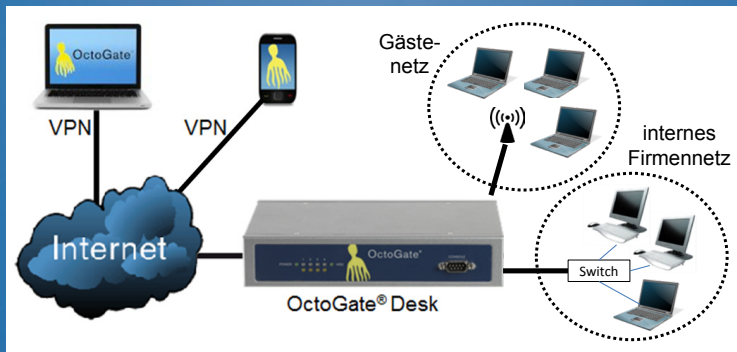 OctoGate®
VPN
VPN
Gäste-
netz
internes
Firmennetz
Internet
OctoGate®
Switch
OctoGate® Desk